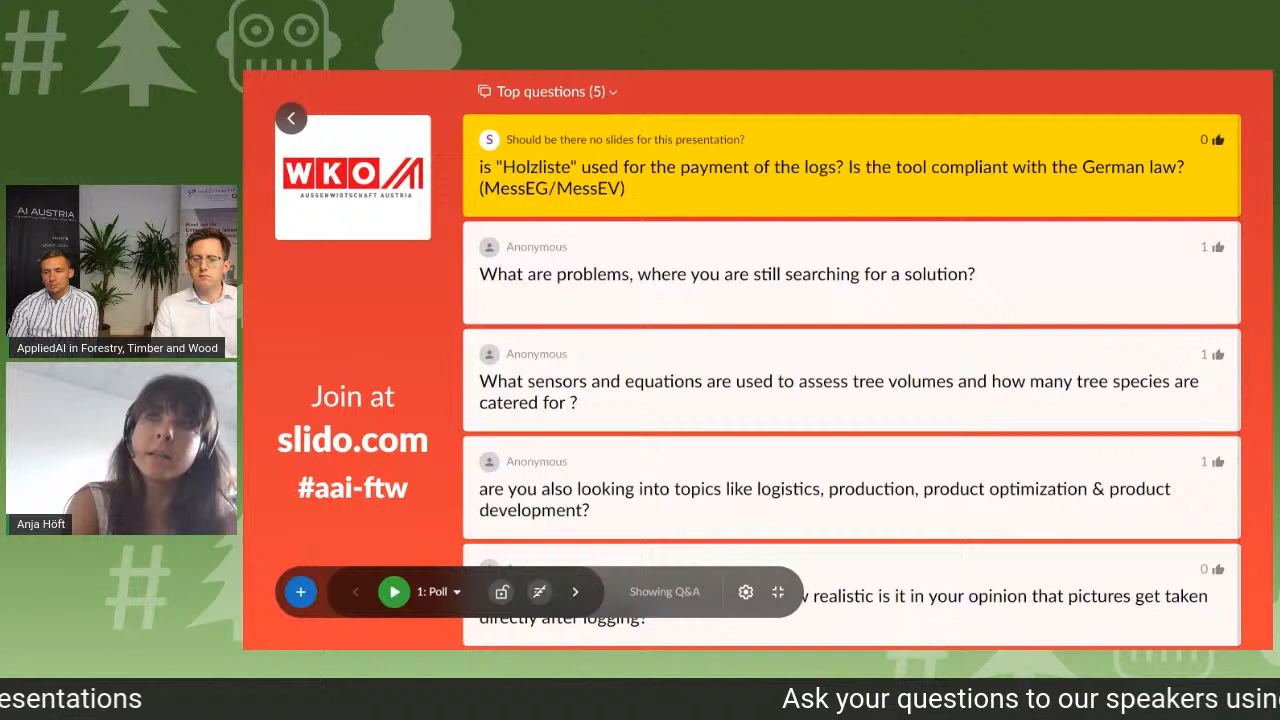 Top questions (5)
WKO
AUSSENWIRTSCHAFT AUSTRIA
Join at
slido.com
#aai-ftw
S Should be there no slides for this presentation? 0
is "Holzliste" used for the payment of the logs? Is the tool compliant with the German law?
(MessEG/MessEV)
Anonymous 1
What are problems, where you are still searching for a solution?
Anonymous 1
What sensors and equations are used to assess tree volumes and how many tree species are
catered for ?
Anonymous 1
are you also looking into topics like logistics, production, product optimization & product
development?
0
realistic is it in your opinion that pictures get taken
directly after logging?
1: Poll
Showing Q&A
AI AUSTRIA
AppliedAI in Forestry, Timber and Wood
Anja Höft
esentations
Ask your questions to our speakers usin